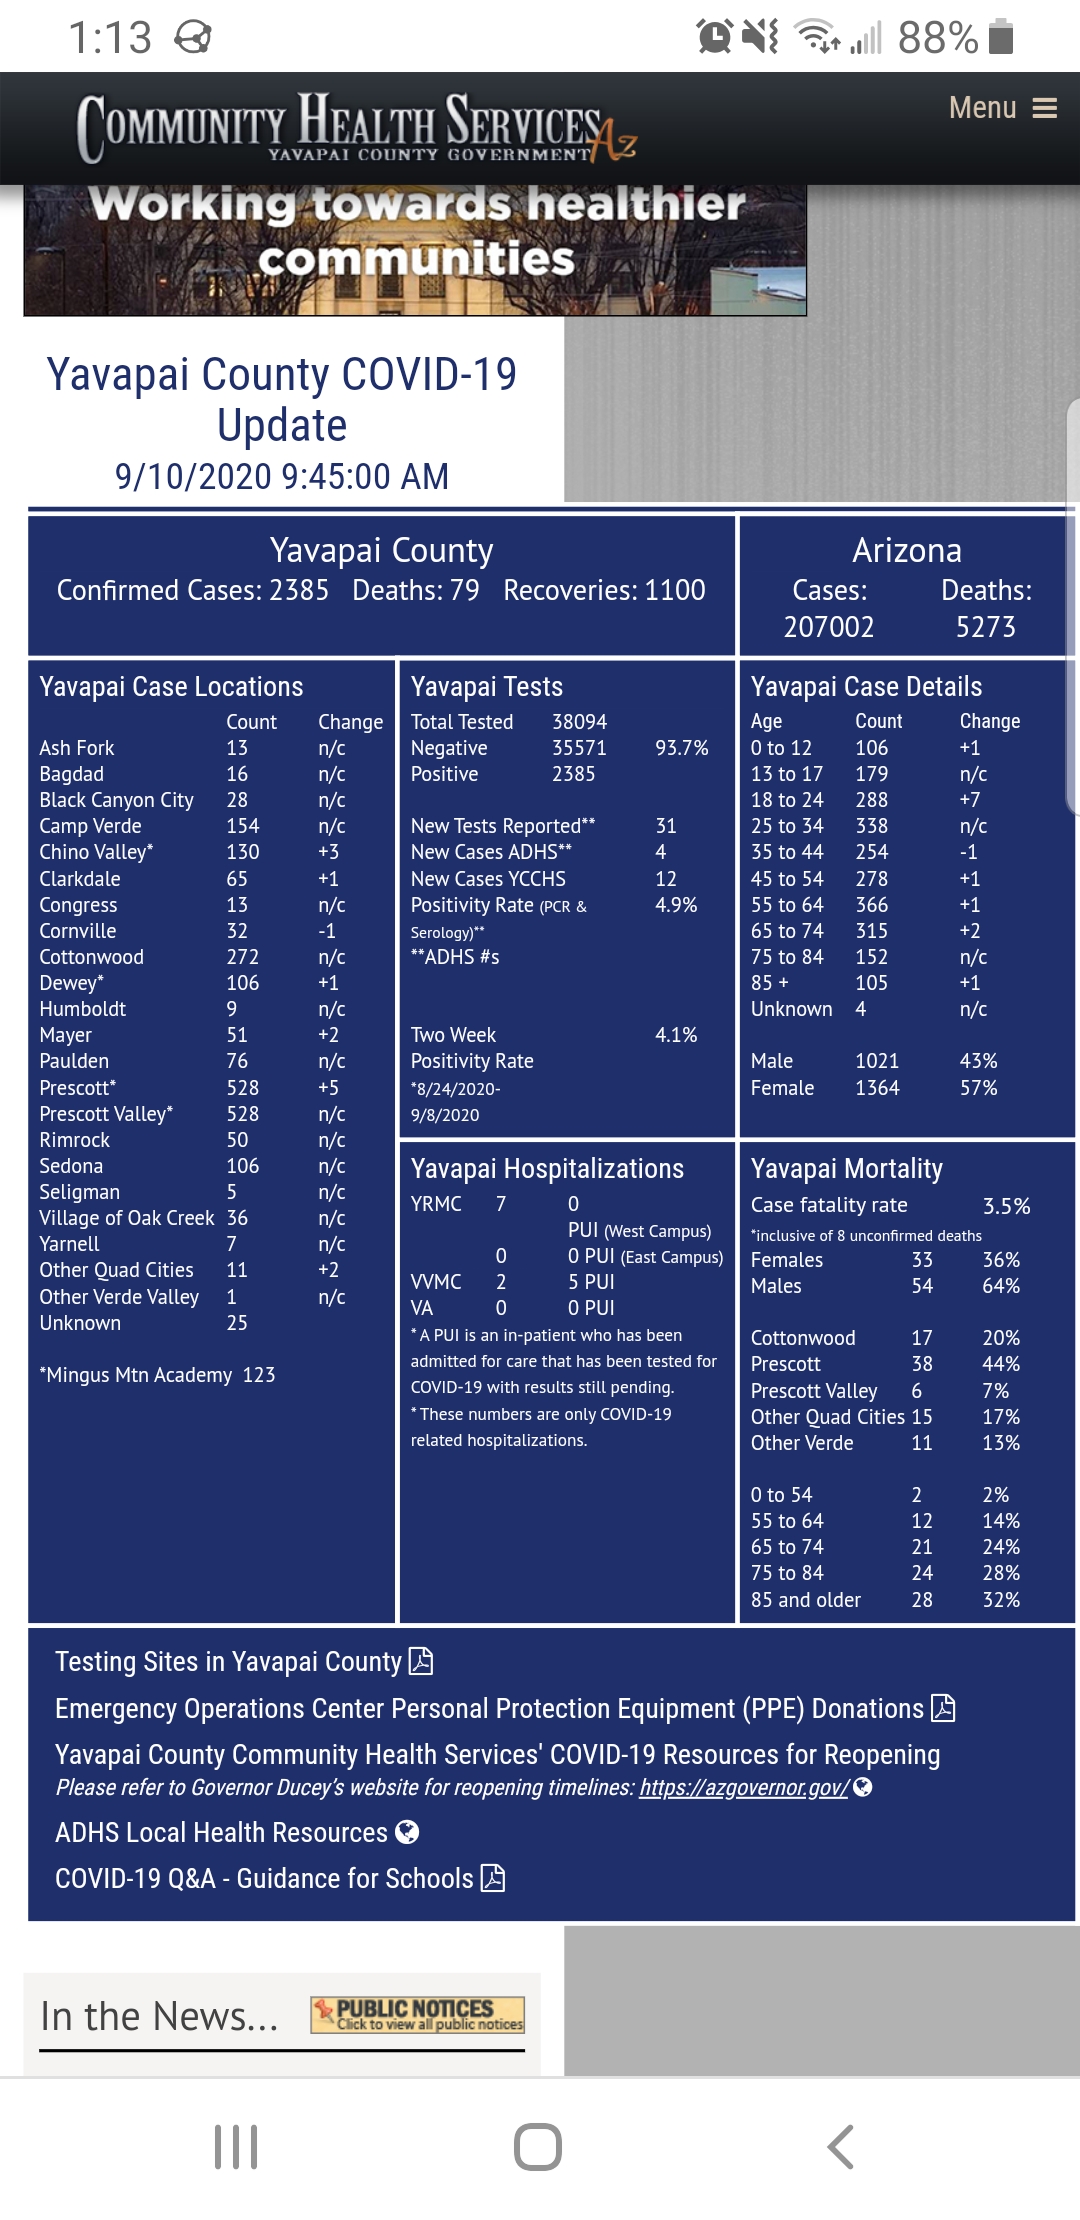 1:13
88%
COMMUNITY HEALTH SERVICES
YAVAPAI COUNTY GOVERNMENT Az
Menu
Working towards healthier
communities
Yavapai County COVID-19
Update
9/10/2020 9:45:00 AM
Yavapai County
Confirmed Cases: 2385 Deaths: 79 Recoveries: 1100
Arizona
Cases: Deaths:
207002 5273
Yavapai Case Locations
Count Change
Ash Fork 13 n/c
Bagdad 16 n/c
Black Canyon City 28 n/c
Camp Verde 154 n/c
Chino Valley* 130 +3
Clarkdale 65 +1
Congress 13 n/c
Cornville 32 -1
Cottonwood 272 n/c
Dewey* 106 +1
Humboldt 9 n/c
Mayer 51 +2
Paulden 76 n/c
Prescott* 528 +5
Prescott Valley* 528 n/c
Rimrock 50 n/c
Sedona 106 n/c
Seligman 5 n/c
Village of Oak Creek 36 n/c
Yarnell 7 n/c
Other Quad Cities 11 +2
Other Verde Valley 1 n/c
Unknown 25
*Mingus Mtn Academy 123
Yavapai Tests
Total Tested 38094
Negative 35571 93.7%
Positive 2385
New Tests Reported** 31
New Cases ADHS** 4
New Cases YCCHS 12
Positivity Rate (PCR & 4.9%
Serology)**
**ADHS #s
Two Week 4.1%
Positivity Rate
*8/24/2020-
9/8/2020
Yavapai Case Details
Age Count Change
0 to 12 106 +1
13 to 17 179 n/c
18 to 24 288 +7
25 to 34 338 n/c
35 to 44 254 -1
45 to 54 278 +1
55 to 64 366 +1
65 to 74 315 +2
75 to 84 152 n/c
85 + 105 +1
Unknown 4 n/c
Male 1021 43%
Female 1364 57%
Yavapai Hospitalizations
YRMC 7 0
PUI (West Campus)
0 0 PUI (East Campus)
VVMC 2 5 PUI
VA 0 0 PUI
* A PUI is an in-patient who has been
admitted for care that has been tested for
COVID-19 with results still pending.
* These numbers are only COVID-19
related hospitalizations.
Yavapai Mortality
Case fatality rate 3.5%
*inclusive of 8 unconfirmed deaths
Females 33 36%
Males 54 64%
Cottonwood 17 20%
Prescott 38 44%
Prescott Valley 6 7%
Other Quad Cities 15 17%
Other Verde 11 13%
0 to 54 2 2%
55 to 64 12 14%
65 to 74 21 24%
75 to 84 24 28%
85 and older 28 32%
Testing Sites in Yavapai County
Emergency Operations Center Personal Protection Equipment (PPE) Donations
Yavapai County Community Health Services' COVID-19 Resources for Reopening
Please refer to Governor Ducey's website for reopening timelines: https://azgovernor.gov/
ADHS Local Health Resources
COVID-19 Q&A - Guidance for Schools
In the News...
PUBLIC NOTICES
Click to view all public notices